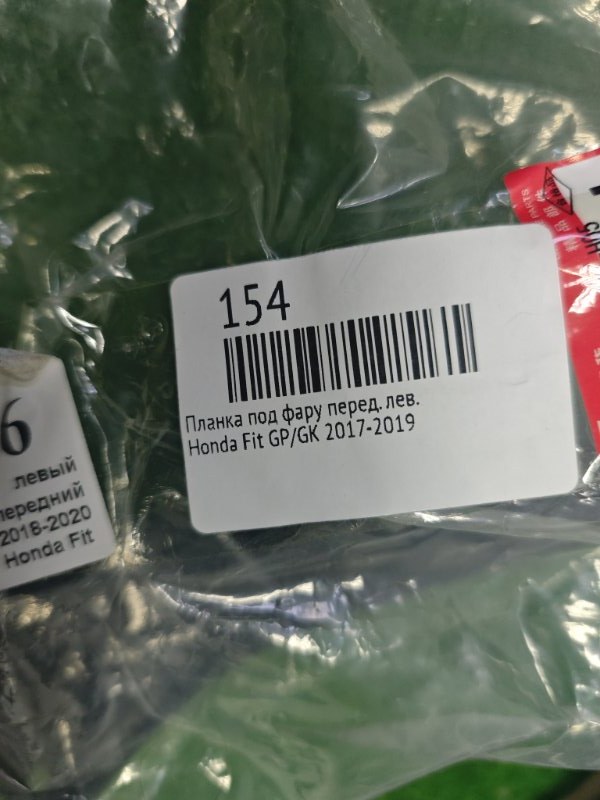 154
Планка под фару перед. лев.
Honda Fit GP/GK 2017-2019
6
левый
передний
2018-2020
Honda Fit
PARTS